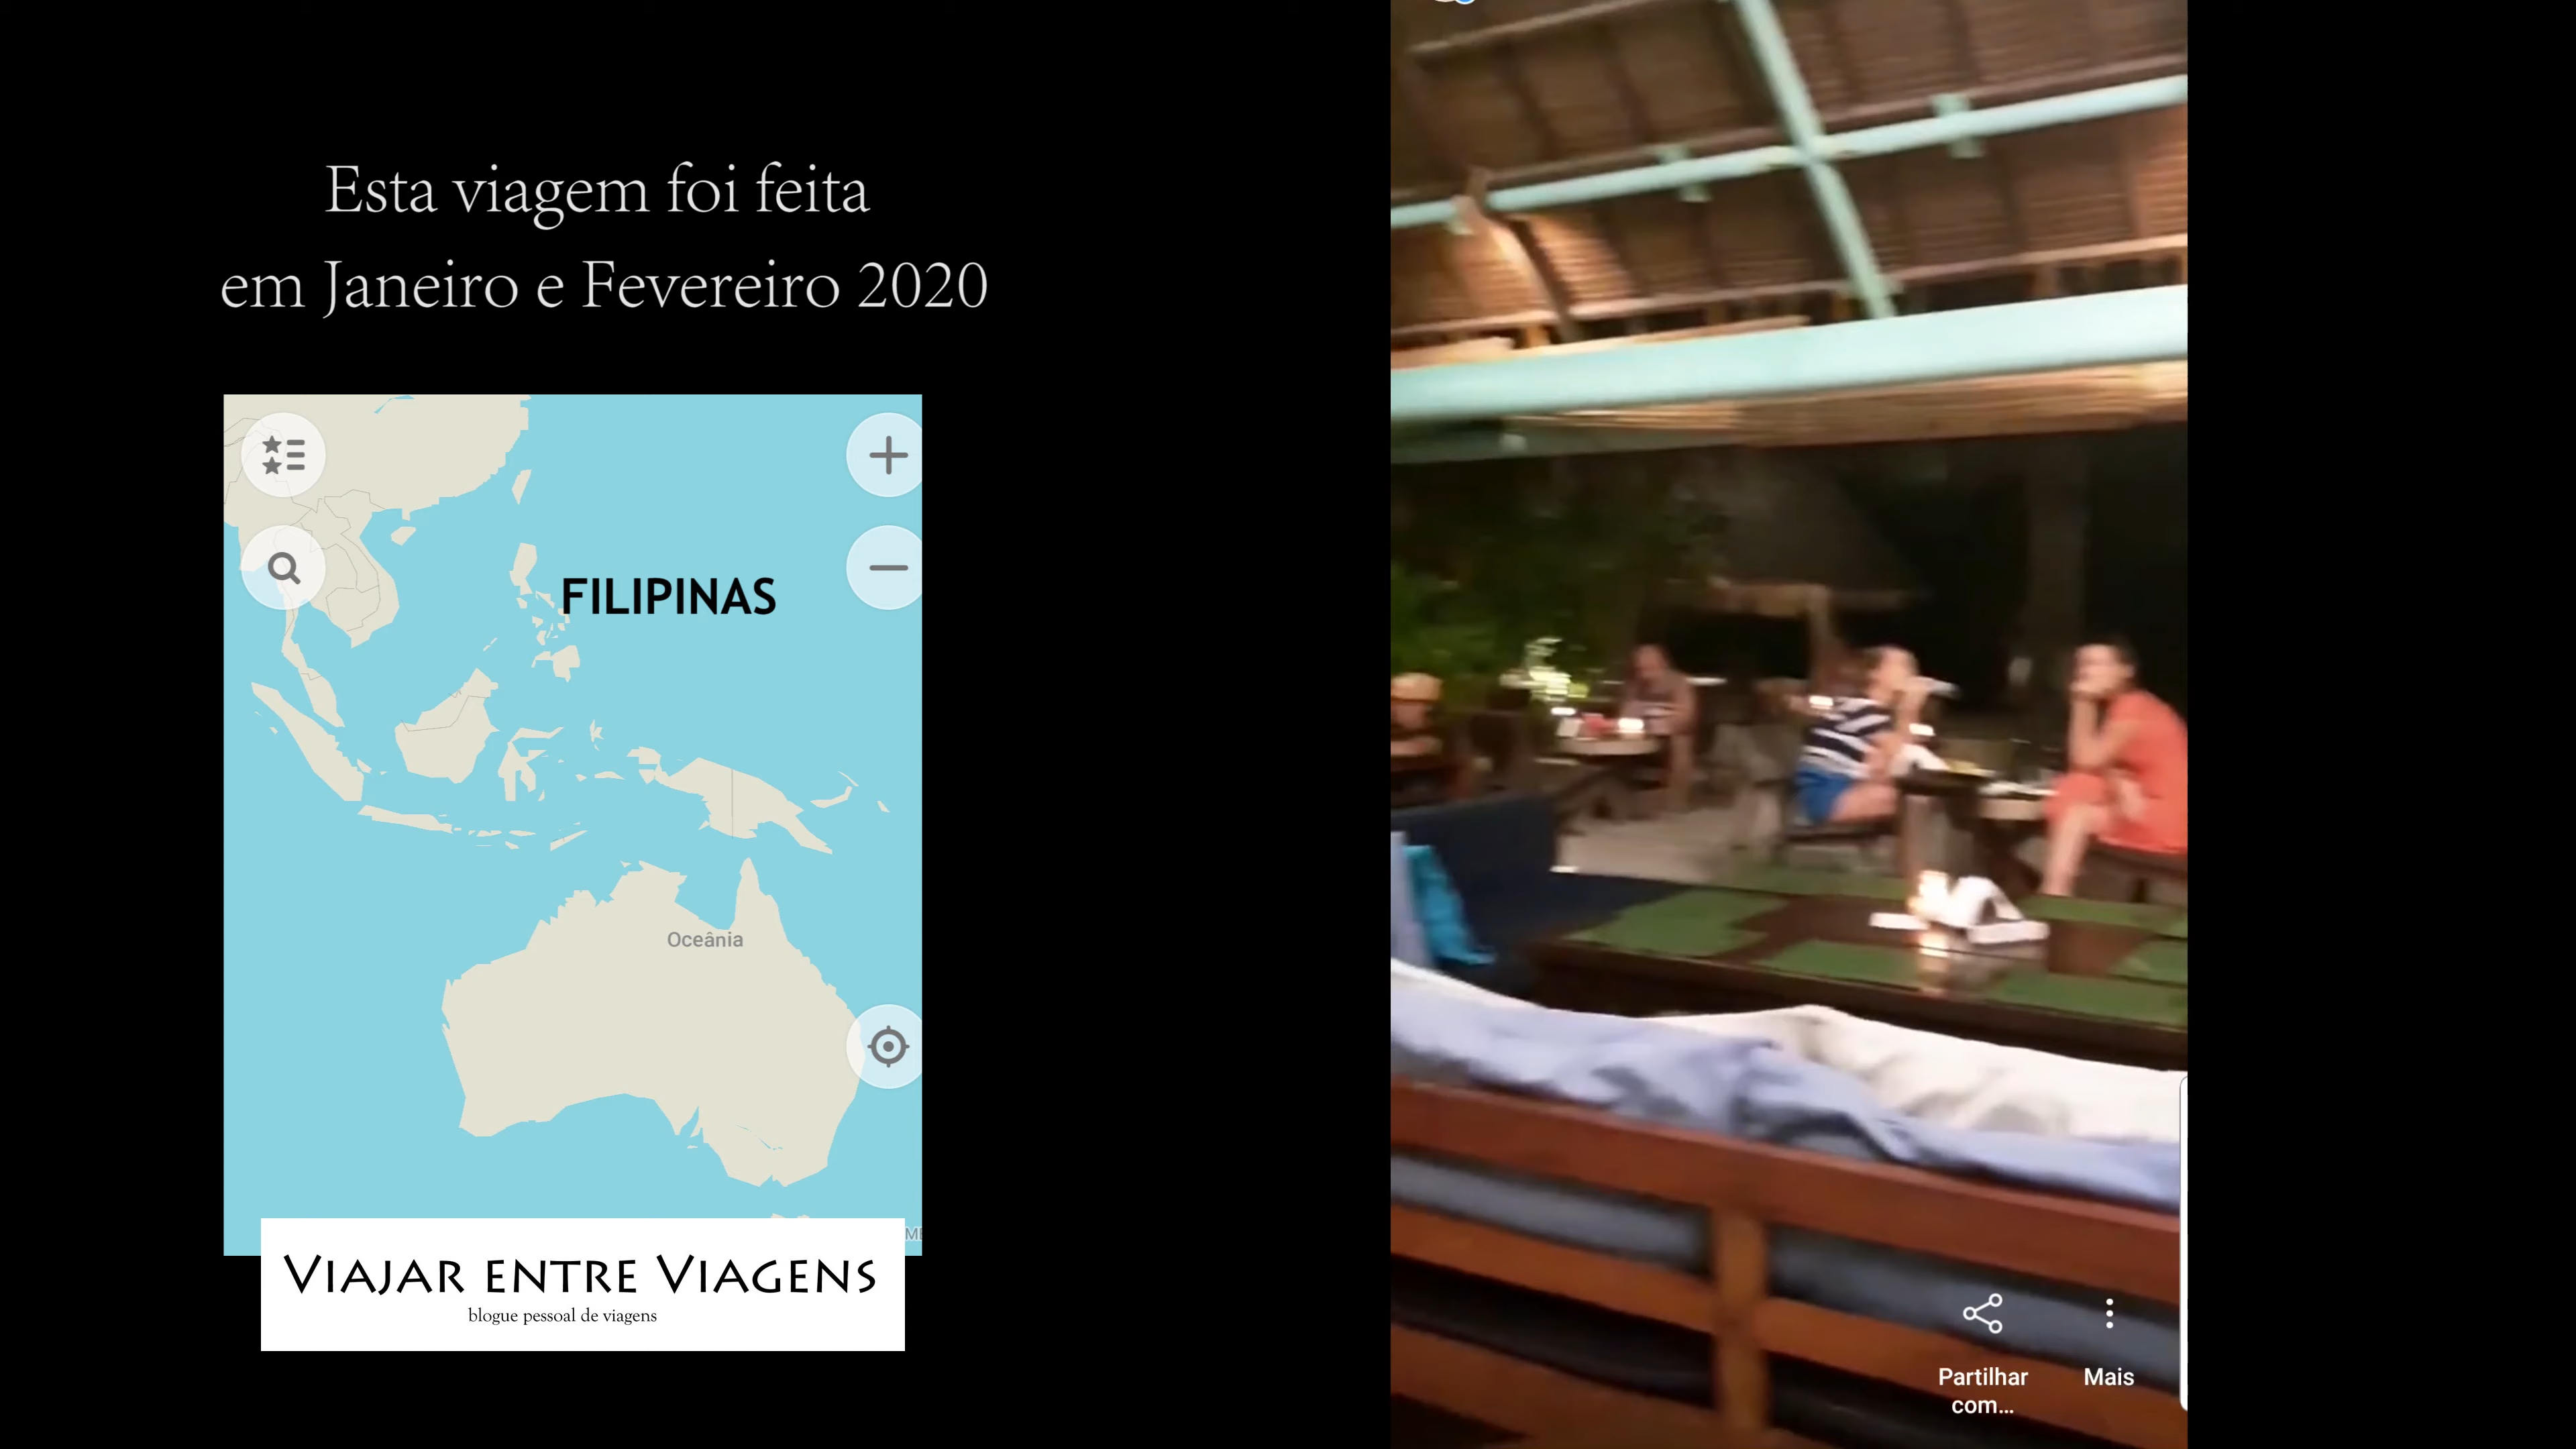 Esta viagem foi feita
em Janeiro e Fevereiro 2020
FILIPINAS
Oceânia
VIAJAR ENTRE VIAGENS
blogue pessoal de viagens
Partilhar
com...
Mais